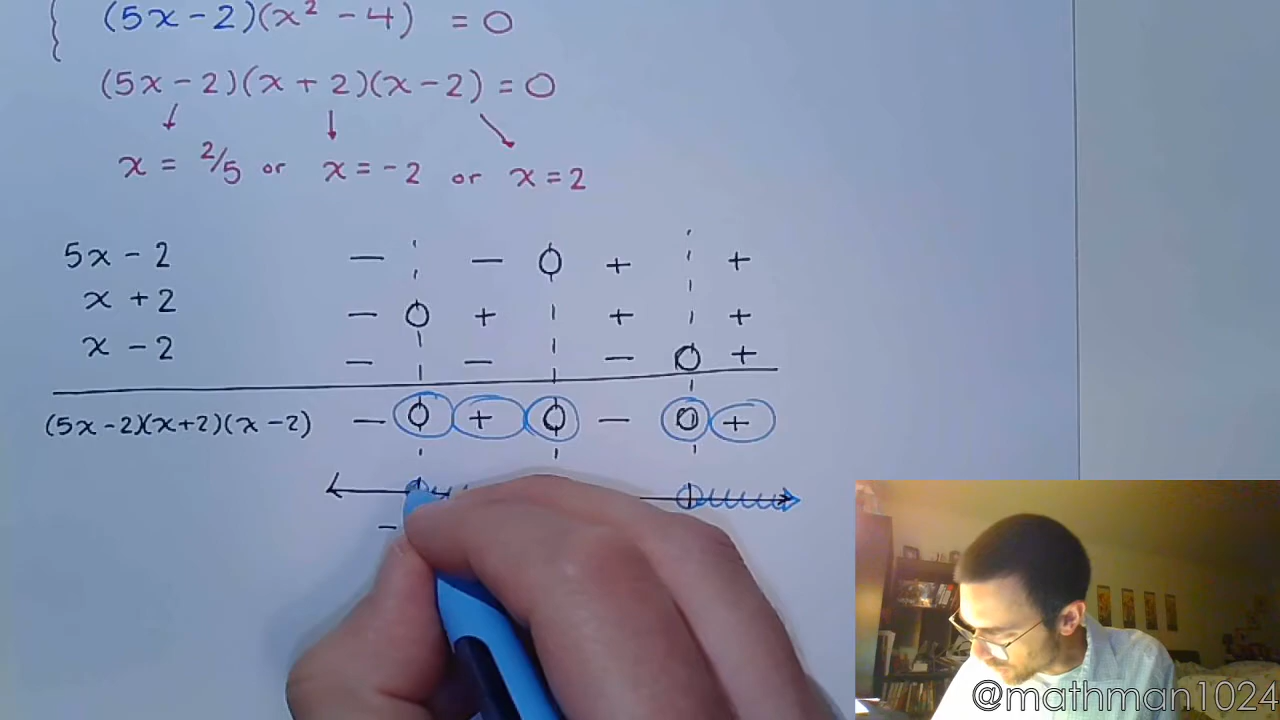 (5x - 2)(x² - 4) = 0
(5x - 2)(x + 2)(x - 2) = 0
x = 2/5 or x = -2 or x = 2
5x - 2 − − 0 + +
x + 2 − 0 + + +
x - 2 − − − 0 +
(5x - 2)(x + 2)(x - 2) − 0 + 0 − 0 +
−
@mathman1024